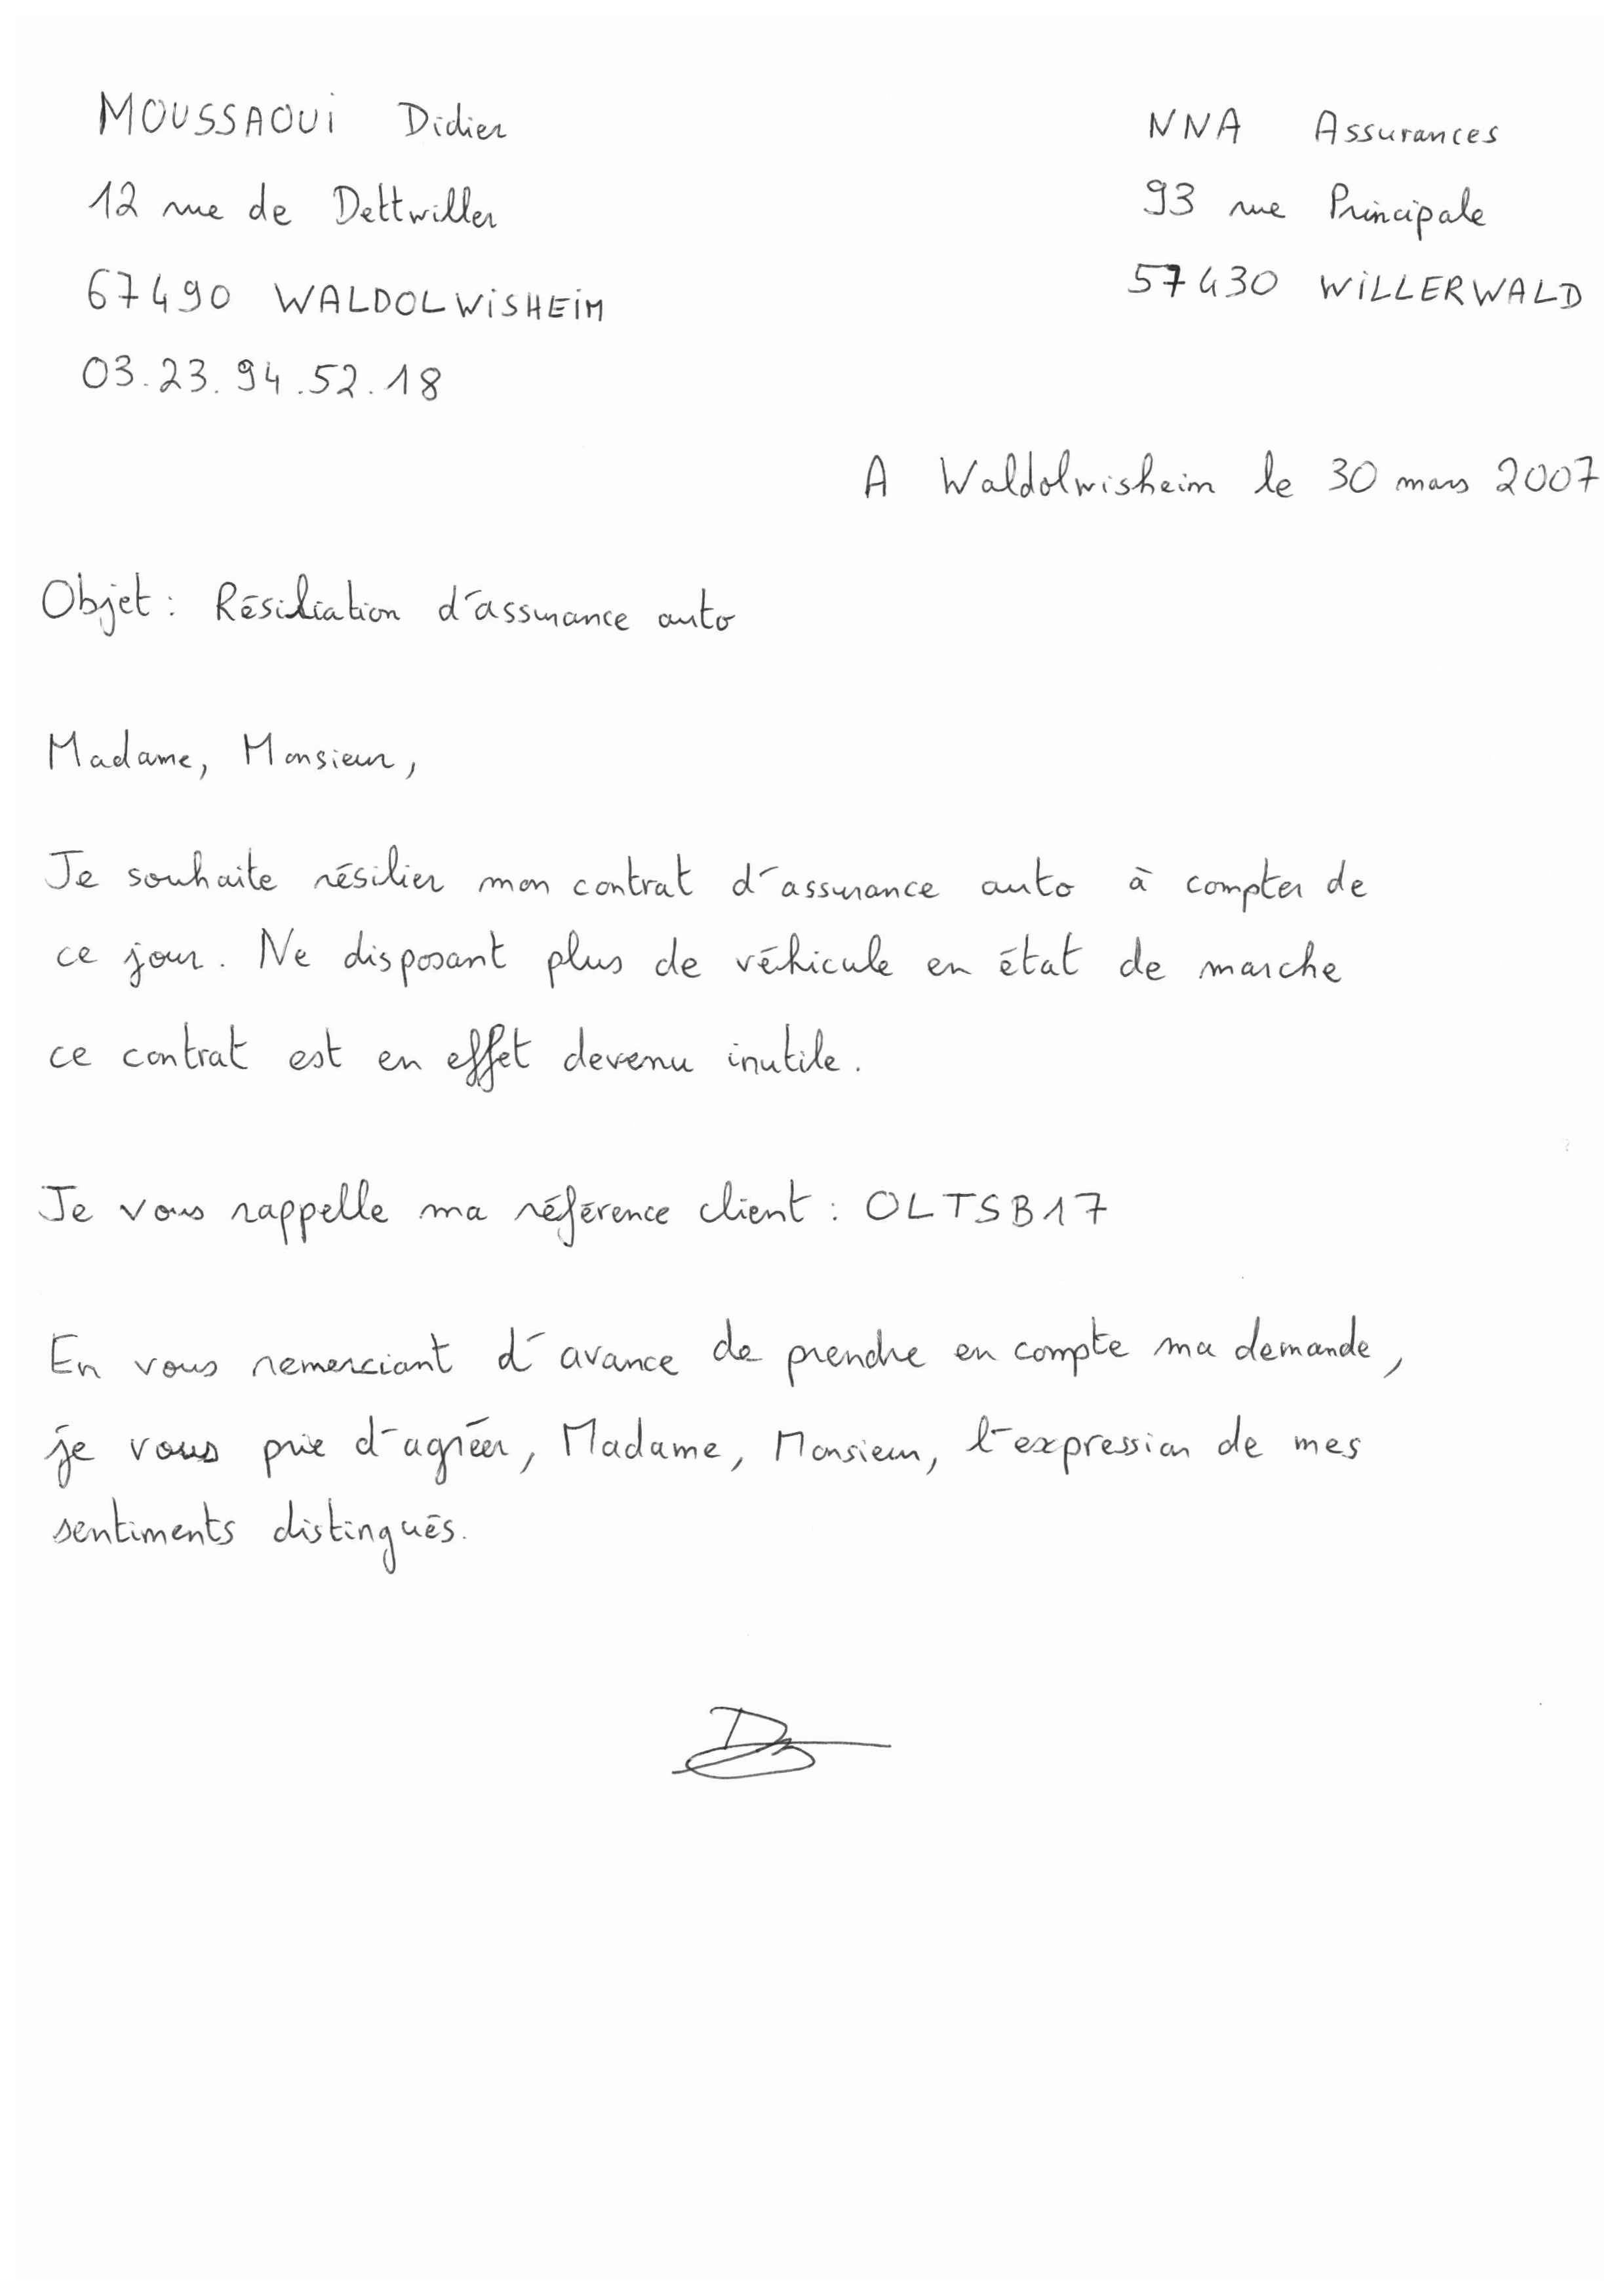 MOUSSAOUi Didier
12 rue de Dettwiller
67490 WALDOLWiSHEiM
03.23.94.52.18
NNA Assurances
93 rue Principale
57430 WiLLERWALD
A Waldolwisheim le 30 mars 2007
Objet : Résiliation d'assurance auto
Madame, Monsieur,
Je souhaite résilier mon contrat d'assurance auto à compter de
ce jour. Ne disposant plus de véhicule en état de marche
ce contrat est en effet devenu inutile.
Je vous rappelle ma référence client : OLTSB17
En vous remerciant d'avance de prendre en compte ma demande,
je vous prie d'agréer, Madame, Monsieur, l'expression de mes
sentiments distingués.